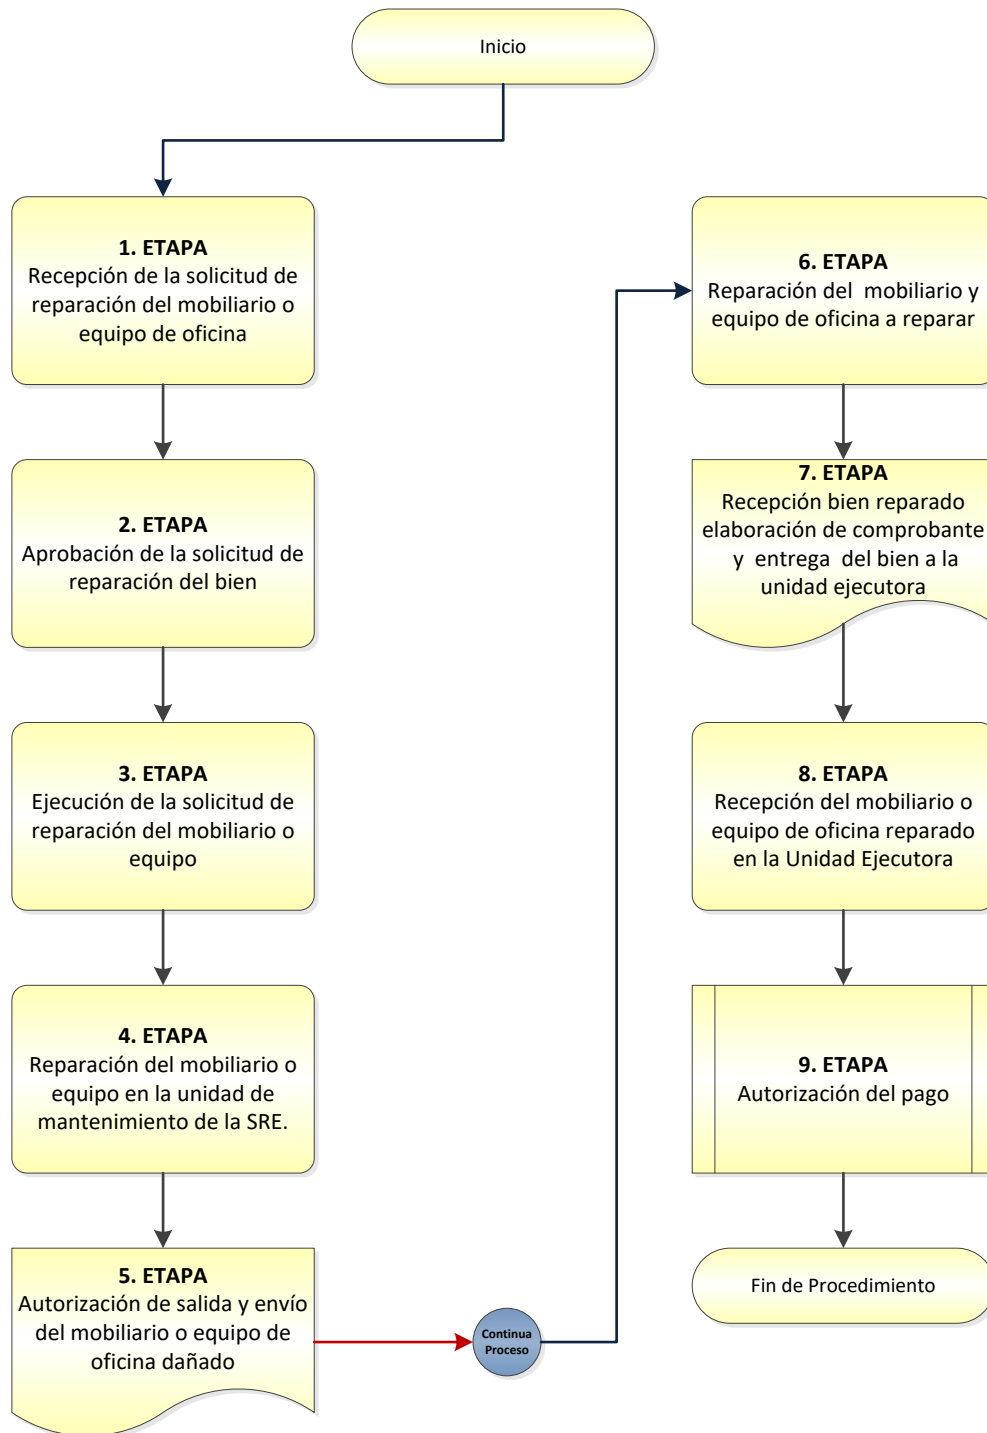 Inicio
1. ETAPA
Recepción de la solicitud de
reparación del mobiliario o
equipo de oficina
2. ETAPA
Aprobación de la solicitud de
reparación del bien
3. ETAPA
Ejecución de la solicitud de
reparación del mobiliario o
equipo
4. ETAPA
Reparación del mobiliario o
equipo en la unidad de
mantenimiento de la SRE.
5. ETAPA
Autorización de salida y envío
del mobiliario o equipo de
oficina dañado
Continua
Proceso
6. ETAPA
Reparación del mobiliario y
equipo de oficina a reparar
7. ETAPA
Recepción bien reparado
elaboración de comprobante
y entrega del bien a la
unidad ejecutora
8. ETAPA
Recepción del mobiliario o
equipo de oficina reparado
en la Unidad Ejecutora
9. ETAPA
Autorización del pago
Fin de Procedimiento